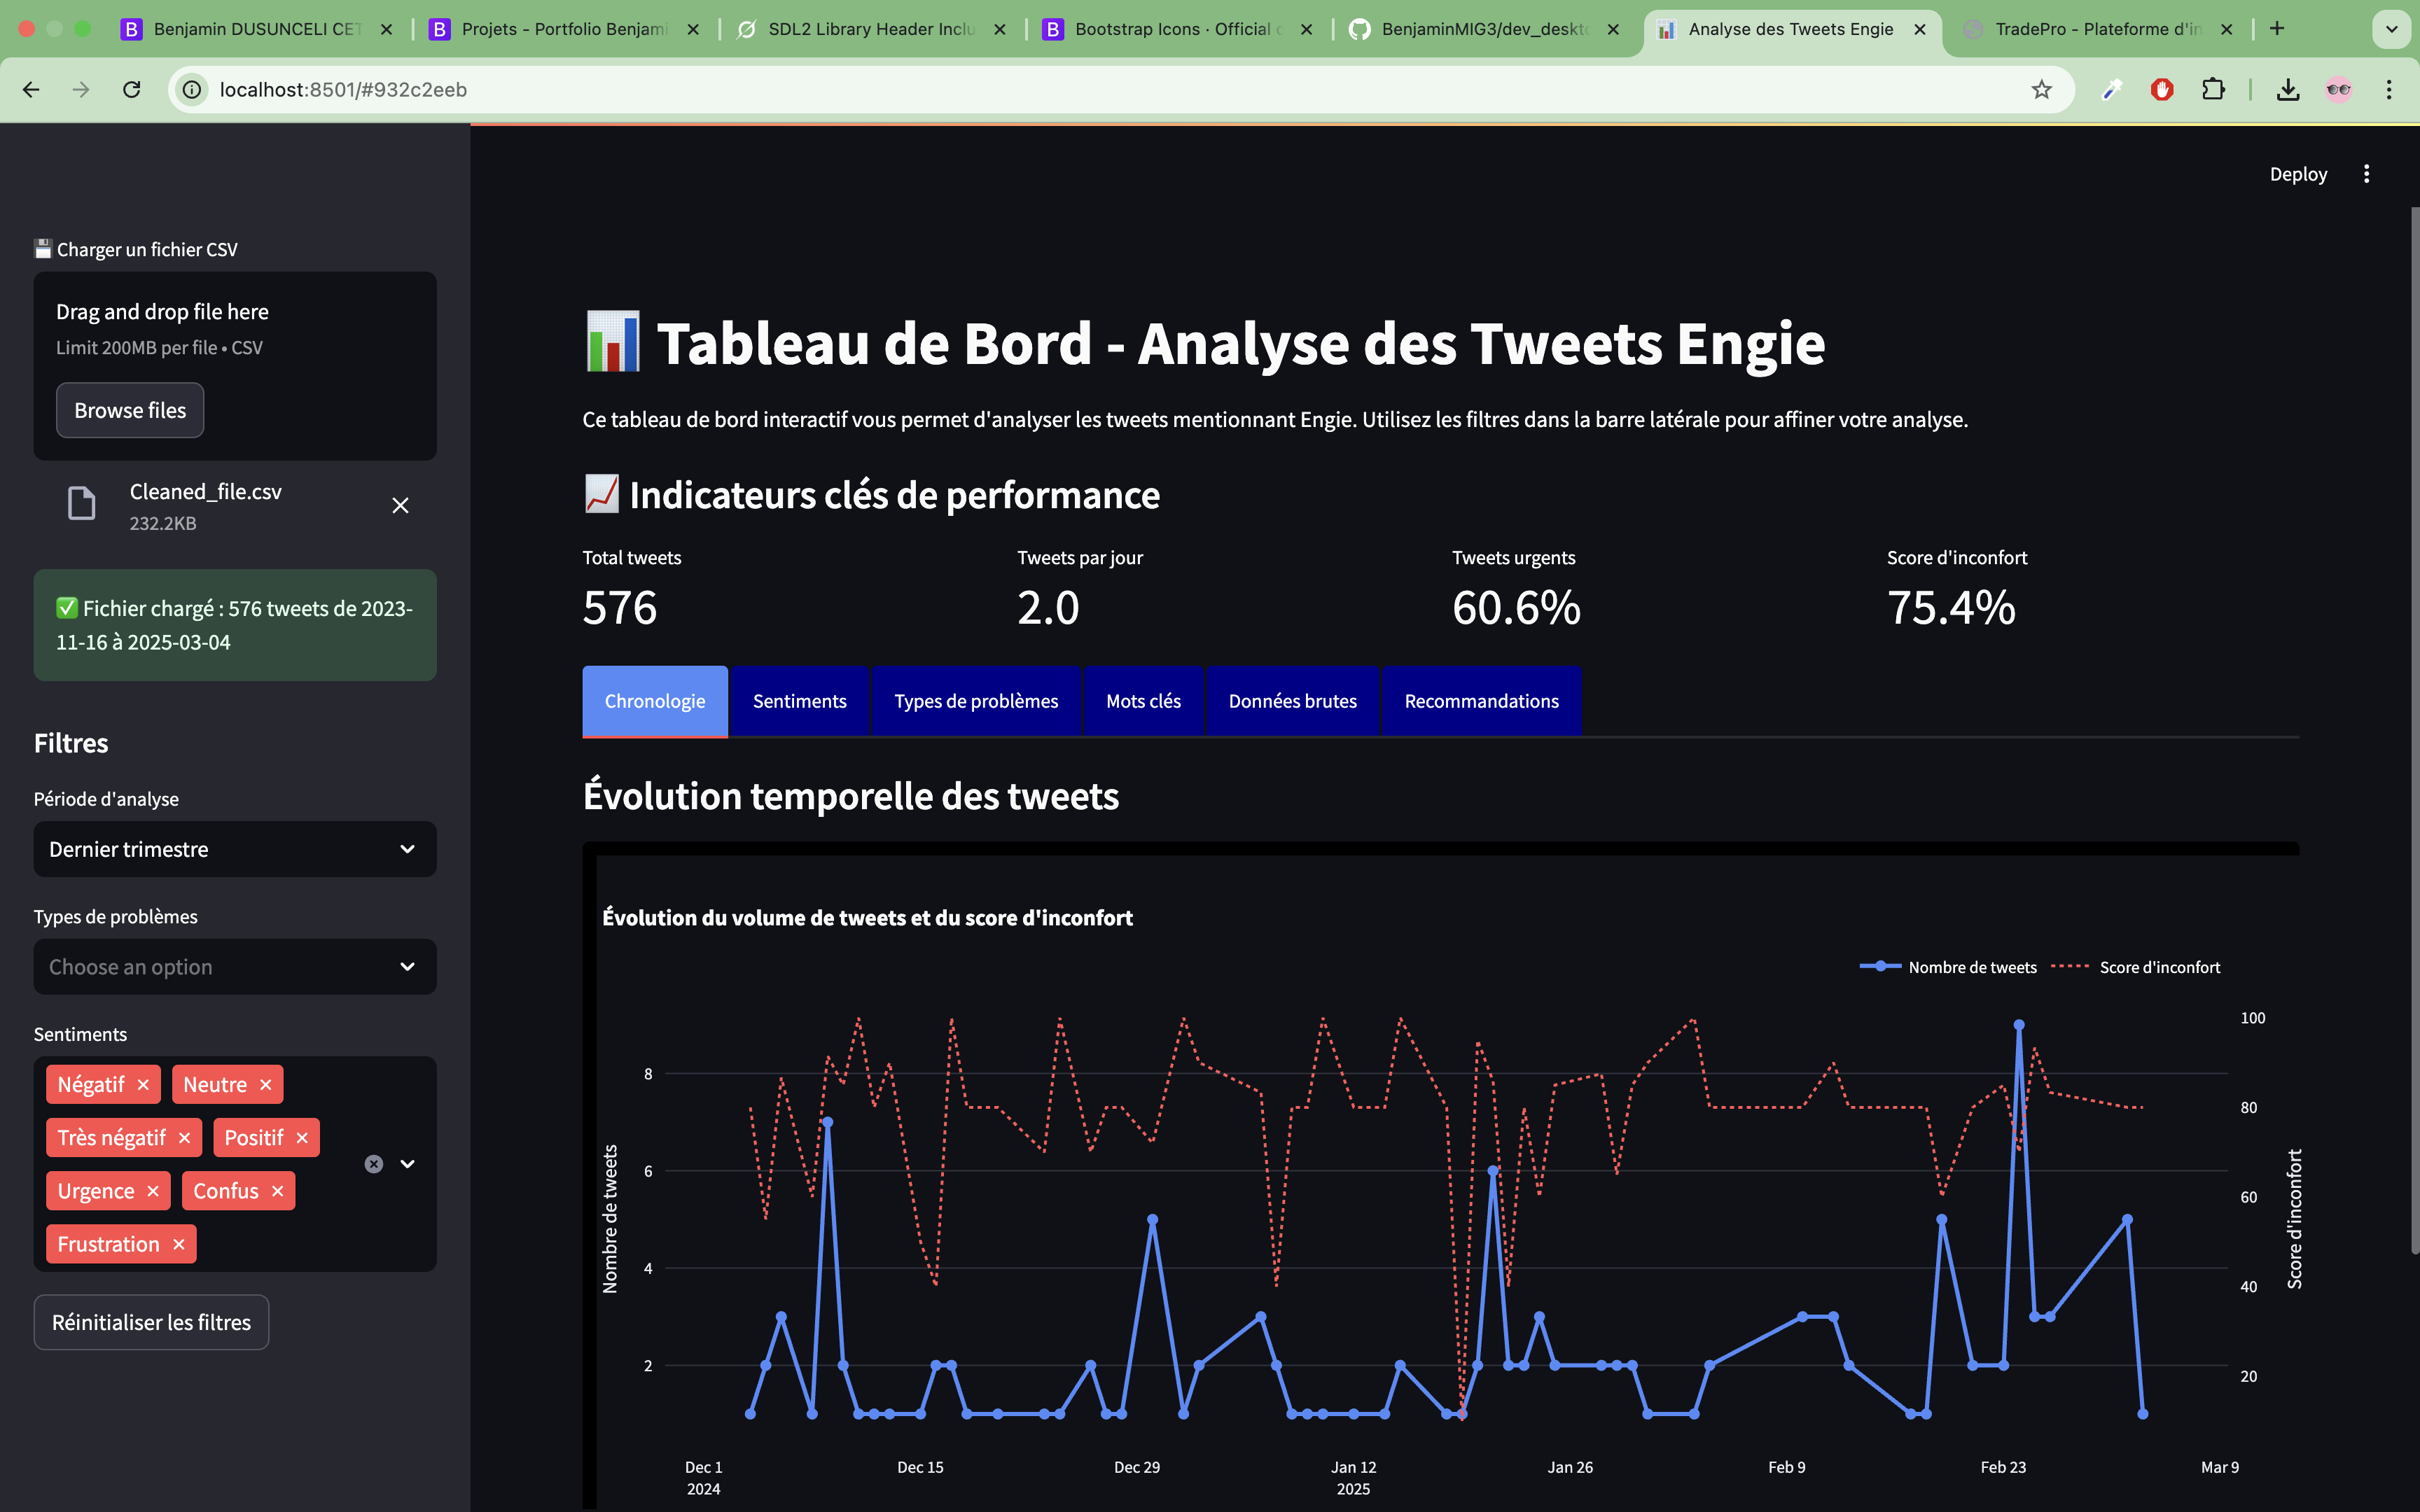 Benjamin DUSUNCELI CET
Projets - Portfolio Benjami
SDL2 Library Header Inclu
Bootstrap Icons · Official
BenjaminMIG3/dev_deskt
Analyse des Tweets Engie
TradePro - Plateforme d'in
localhost:8501/#932c2eeb
Deploy
Charger un fichier CSV
Drag and drop file here
Limit 200MB per file • CSV
Browse files
Cleaned_file.csv
232.2KB
Fichier chargé : 576 tweets de 2023-
11-16 à 2025-03-04
Filtres
Période d'analyse
Dernier trimestre
Types de problèmes
Choose an option
Sentiments
Négatif × Neutre ×
Très négatif × Positif ×
Urgence × Confus ×
Frustration ×
Réinitialiser les filtres
Tableau de Bord - Analyse des Tweets Engie
Ce tableau de bord interactif vous permet d'analyser les tweets mentionnant Engie. Utilisez les filtres dans la barre latérale pour affiner votre analyse.
Indicateurs clés de performance
Total tweets
576
Tweets par jour
2.0
Tweets urgents
60.6%
Score d'inconfort
75.4%
Chronologie
Sentiments
Types de problèmes
Mots clés
Données brutes
Recommandations
Évolution temporelle des tweets
Évolution du volume de tweets et du score d'inconfort
Nombre de tweets
Score d'inconfort
Nombre de tweets
8
6
4
2
100
80
60
40
20
Score d'inconfort
Dec 1
2024
Dec 15
Dec 29
Jan 12
2025
Jan 26
Feb 9
Feb 23
Mar 9